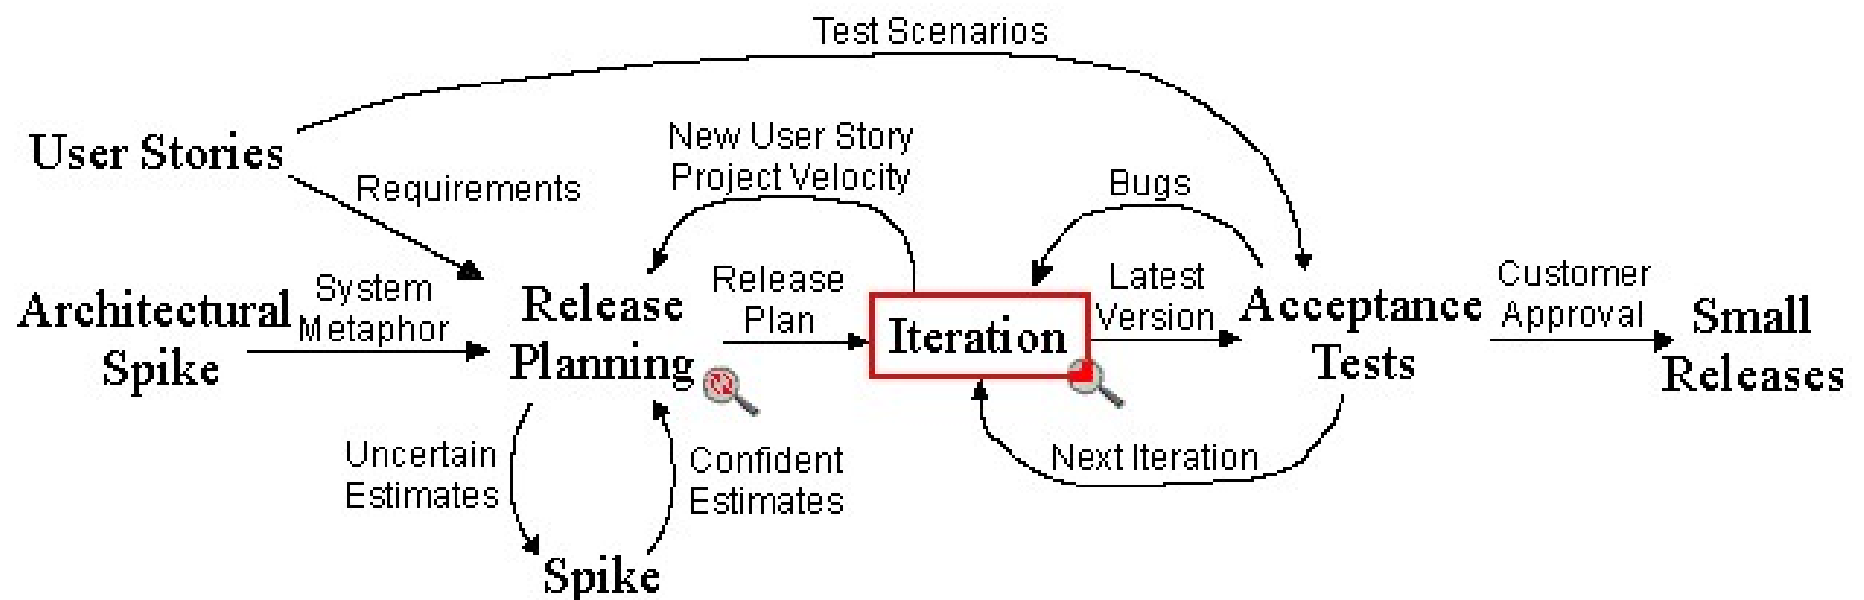 Test Scenarios
User Stories
Requirements
New User Story
Project Velocity
Bugs
Architectural
Spike
System
Metaphor
Release
Planning
Release
Plan
Iteration
Latest
Version
Acceptance
Tests
Customer
Approval
Small
Releases
Uncertain
Estimates
Confident
Estimates
Next Iteration
Spike